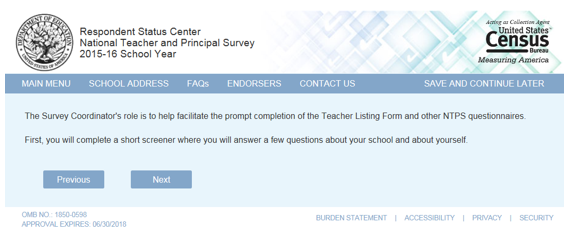 DEPARTMENT OF EDUCATION
UNITED STATES OF AMERICA
Respondent Status Center
National Teacher and Principal Survey
2015-16 School Year
Acting as Collection Agent
United States®
Census
Bureau
Measuring America
MAIN MENU SCHOOL ADDRESS FAQs ENDORSERS CONTACT US SAVE AND CONTINUE LATER
The Survey Coordinator's role is to help facilitate the prompt completion of the Teacher Listing Form and other NTPS questionnaires.
First, you will complete a short screener where you will answer a few questions about your school and about yourself.
Previous Next
OMB NO.: 1850-0598
APPROVAL EXPIRES: 06/30/2018
BURDEN STATEMENT | ACCESSIBILITY | PRIVACY | SECURITY